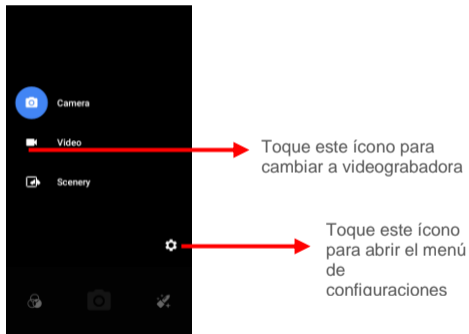 Camera
Video
Scenery
Toque este ícono para
cambiar a videograbadora
Toque este ícono
para abrir el menú
de
configuraciones